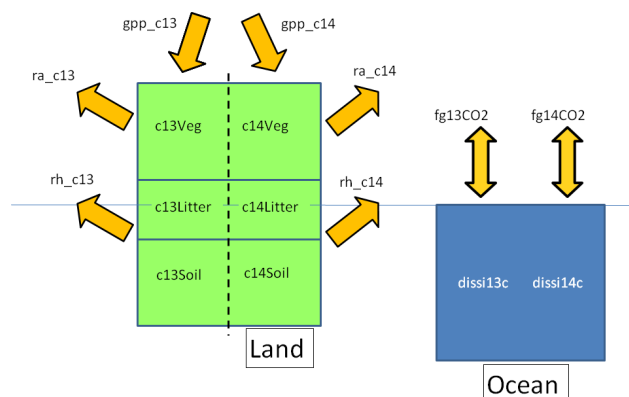 gpp_c13
gpp_c14
ra_c13
ra_c14
c13Veg
c14Veg
rh_c13
rh_c14
c13Litter
c14Litter
c13Soil
c14Soil
Land
fg13CO2
fg14CO2
dissi13c
dissi14c
Ocean